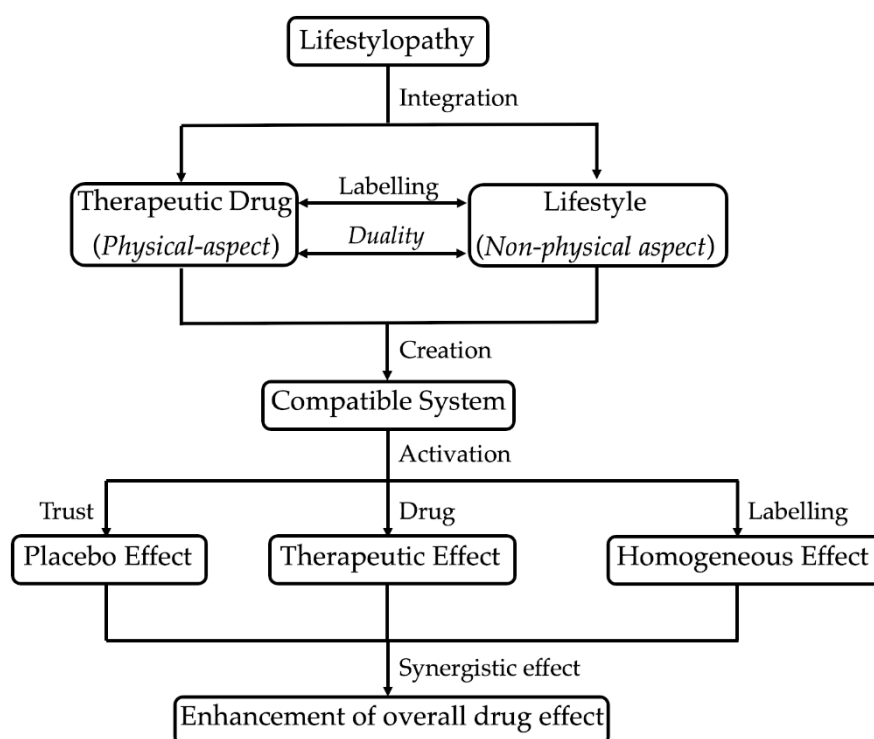 Lifestylopathy
Integration
Therapeutic Drug
(Physical-aspect)
Labelling
Duality
Lifestyle
(Non-physical aspect)
Creation
Compatible System
Activation
Trust
Drug
Labelling
Placebo Effect
Therapeutic Effect
Homogeneous Effect
Synergistic effect
Enhancement of overall drug effect